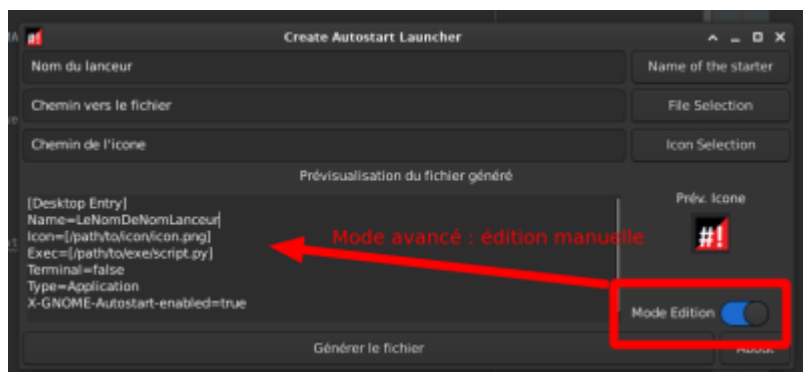 Create Autostart Launcher
Nom du lanceur
Name of the starter
Chemin vers le fichier
File Selection
Chemin de l'icone
Icon Selection
Prévisualisation du fichier généré
[Desktop Entry]
Name=LeNomDeNomLanceur
Icon=[/path/to/icon/icon.png]
Exec=[/path/to/exe/script.py]
Terminal=false
Type=Application
X-GNOME-Autostart-enabled=true
Mode avancé : édition manuelle
Prév. Icone
#!
Mode Edition
Générer le fichier
About